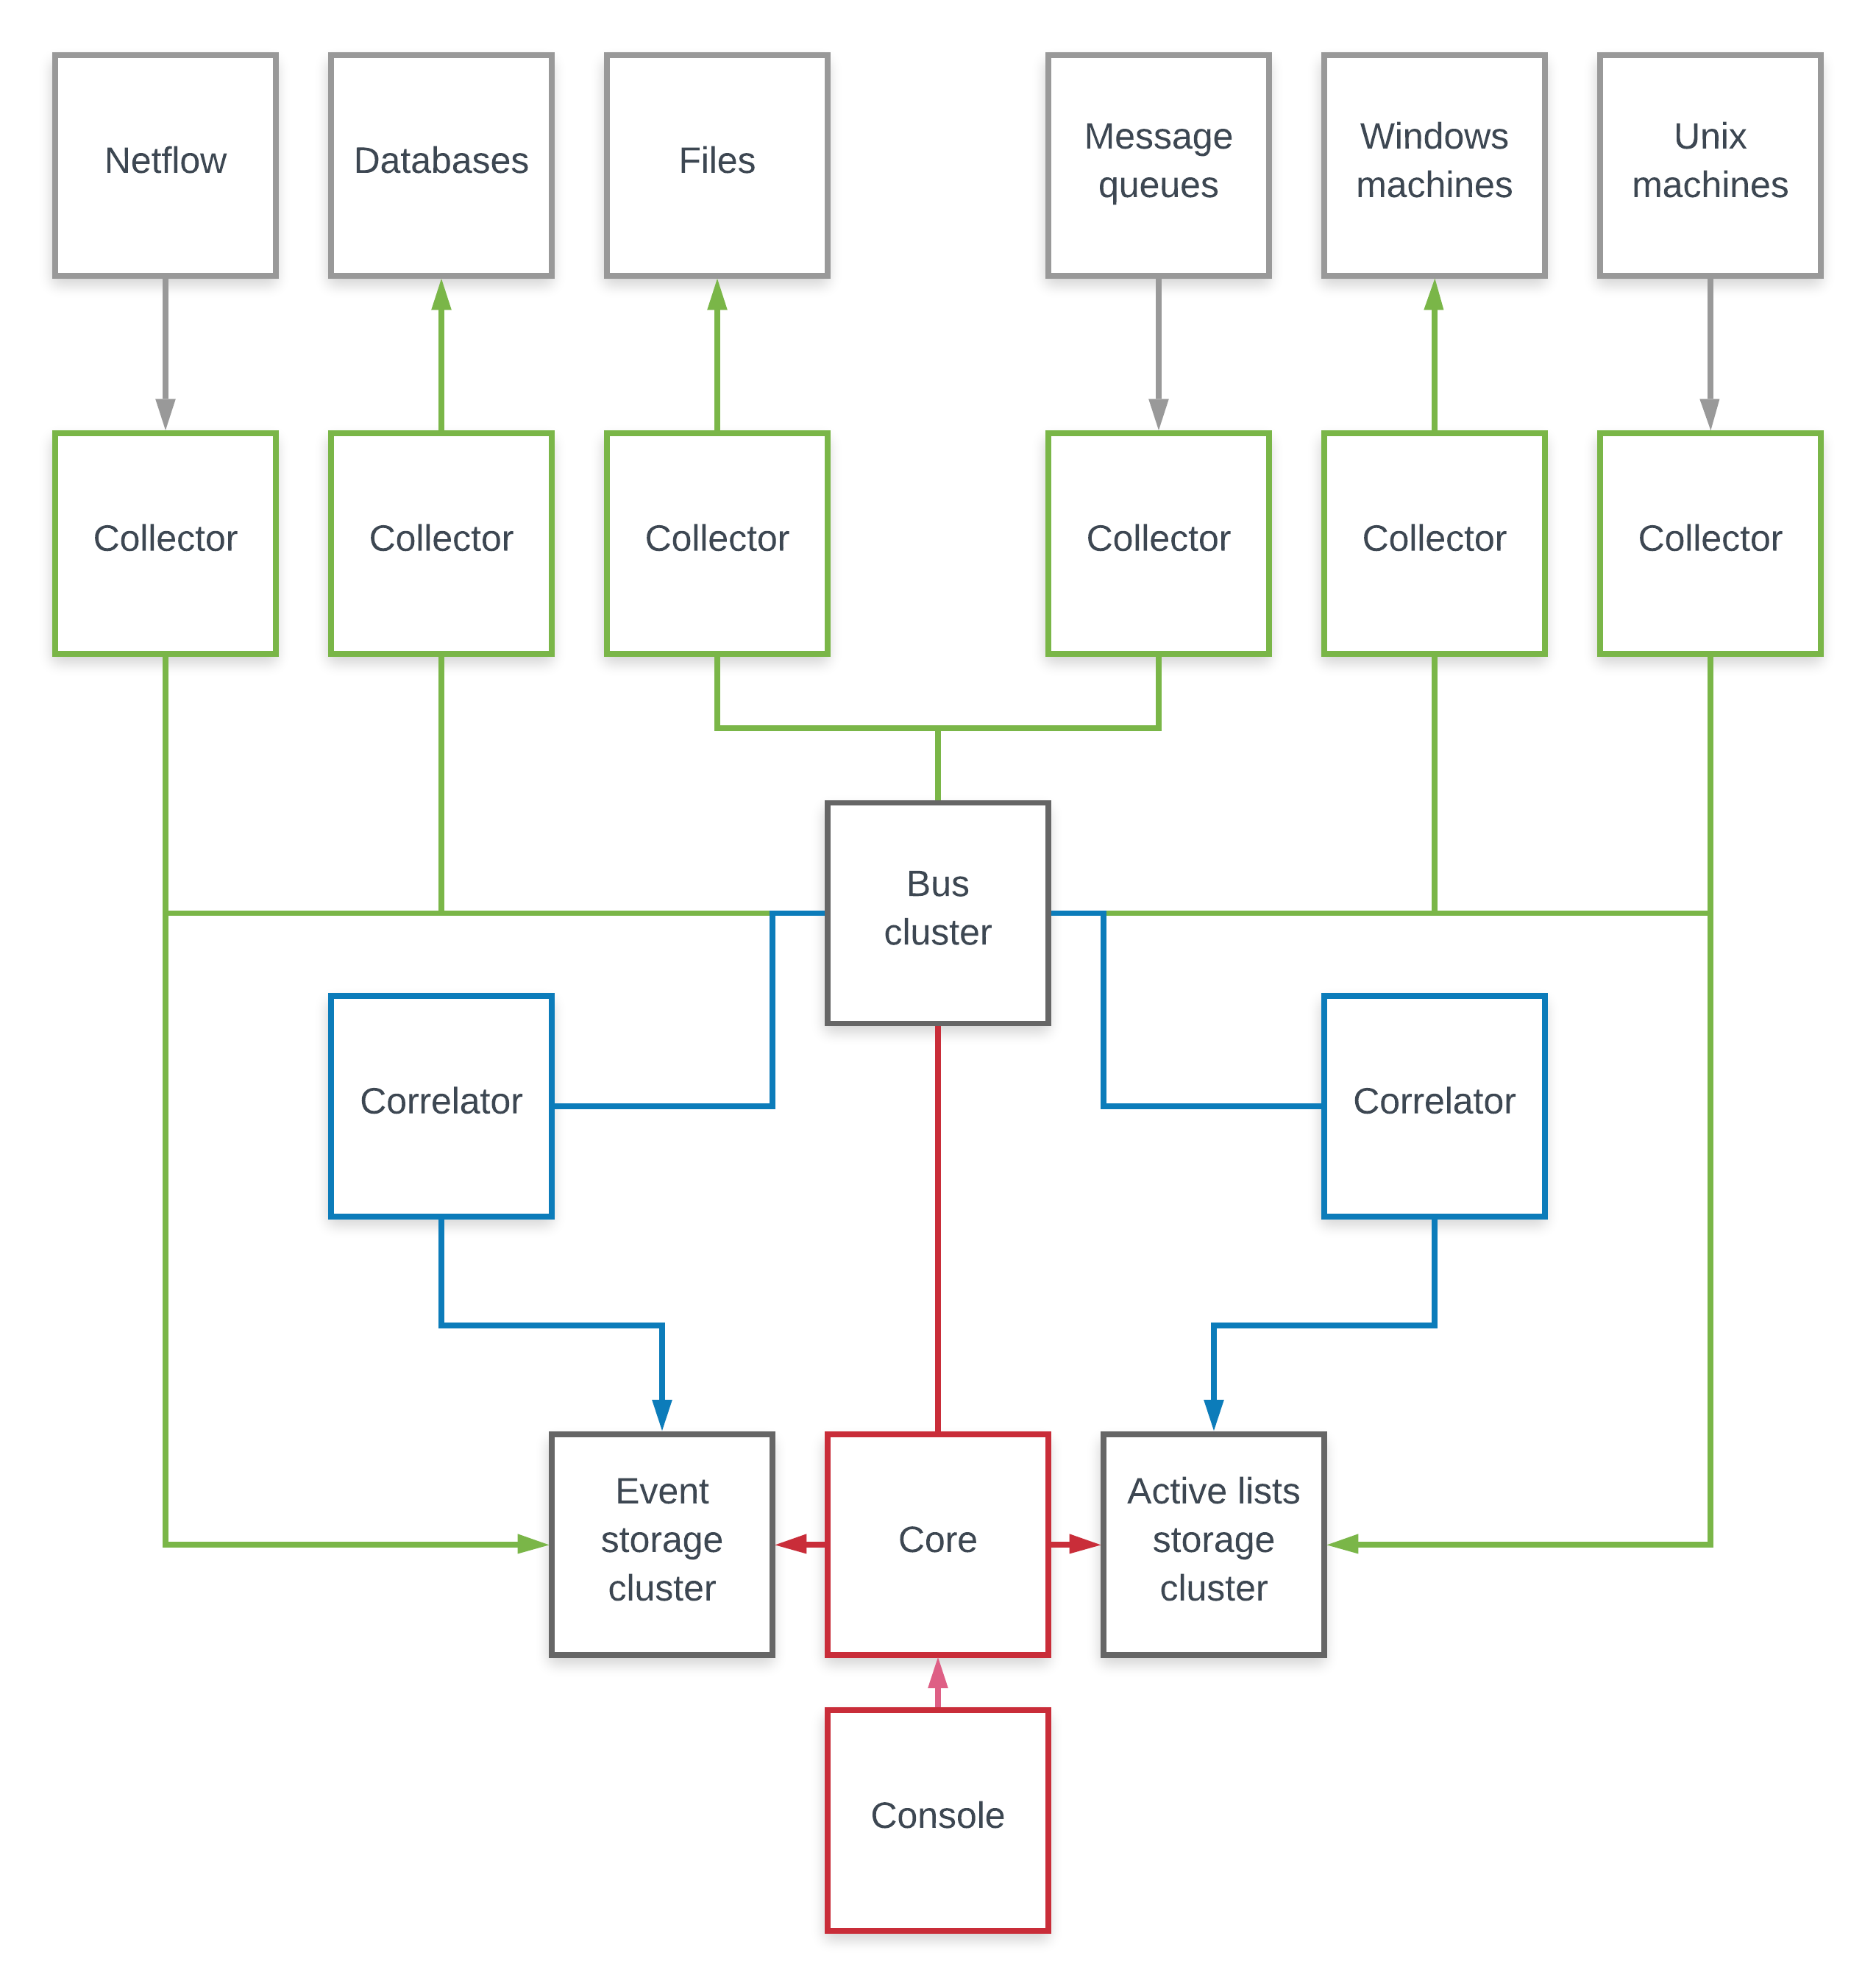 Netflow
Databases
Files
Message
queues
Windows
machines
Unix
machines
Collector
Collector
Collector
Collector
Collector
Collector
Bus
cluster
Correlator
Correlator
Event
storage
cluster
Core
Active lists
storage
cluster
Console